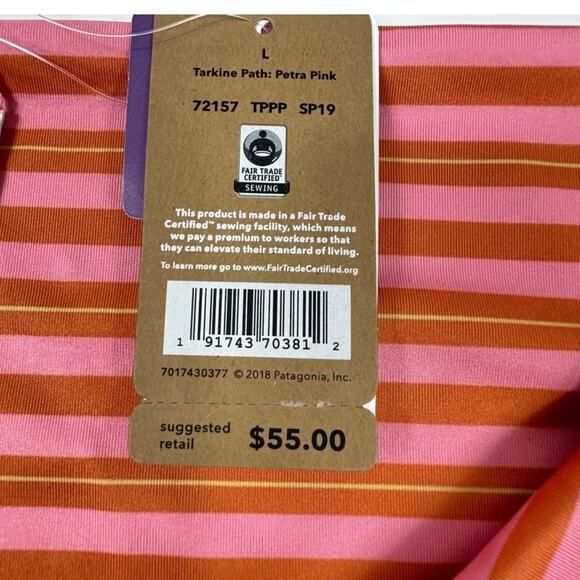 L
Tarkine Path: Petra Pink
72157 TPPP SP19
FAIR TRADE
CERTIFIED™
SEWING
This product is made in a Fair Trade
Certified™ sewing facility, which means
we pay a premium to workers so that
they can elevate their standard of living.
To learn more go to www.FairTradeCertified.org
1 91743 70381 2
7017430377 © 2018 Patagonia, Inc.
suggested
retail
$55.00